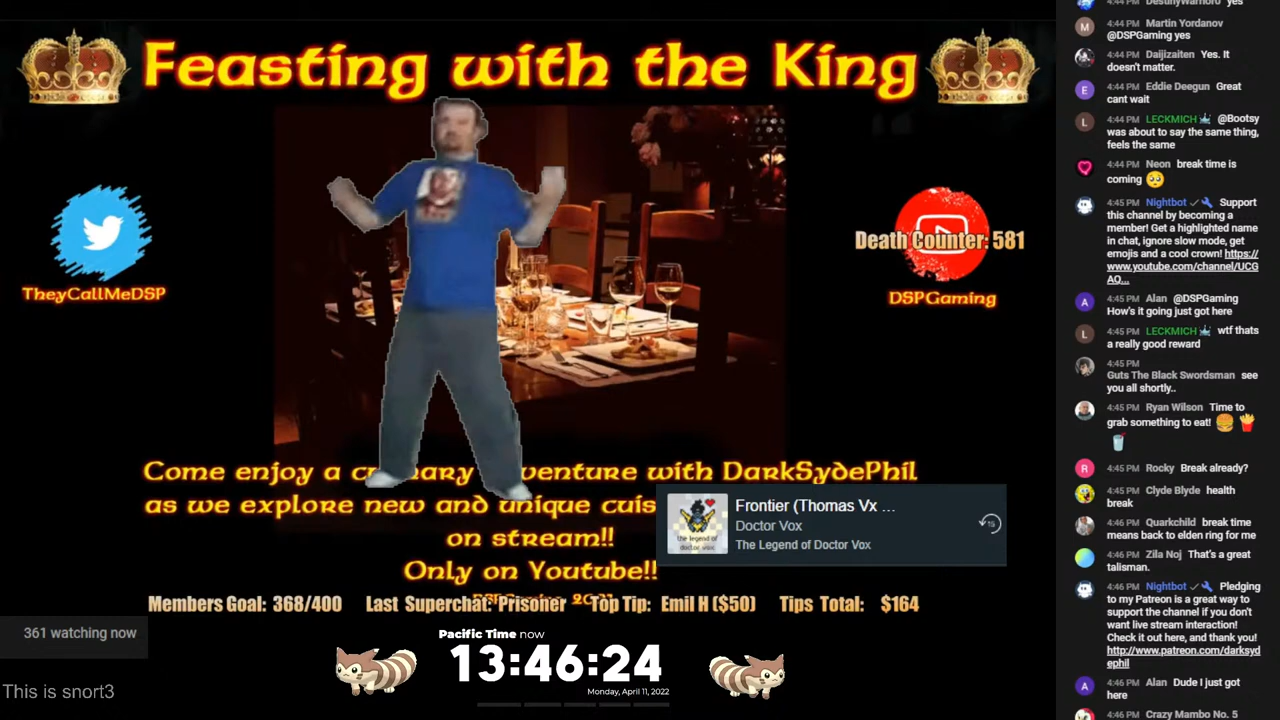 Feasting with the King
TheyCallMeDSP
Death Counter: 581
DSPGaming
Come enjoy a with DarkSydePhil
as we explore new and unique
on stream!!
Only on Youtube!!
Frontier (Thomas Vx ...
Doctor Vox
The Legend of Doctor Vox
15
the legend of
doctor vox
Members Goal: 368/400 Last Superchat: Prisoner Top Tip: Emil H ($50) Tips Total: $164
361 watching now
Pacific Time now
13:46:24
Monday, April 11, 2022
This is snort3
4:44 PM DestinyWarrior6 yes
4:44 PM Martin Yordanov
@DSPGaming yes
4:44 PM Daijizaiten Yes. It
doesn't matter.
4:44 PM Eddie Deegun Great
cant wait
4:44 PM LECKMICH @Bootsy
was about to say the same thing,
feels the same
4:44 PM Neon break time is
coming
4:45 PM Nightbot Support
this channel by becoming a
member! Get a highlighted name
in chat, ignore slow mode, get
emojis and a cool crown! https://
www.youtube.com/channel/UCG
AQ...
4:45 PM Alan @DSPGaming
How's it going just got here
4:45 PM LECKMICH wtf thats
a really good reward
4:45 PM
Guts The Black Swordsman see
you all shortly..
4:45 PM Ryan Wilson Time to
grab something to eat!
4:45 PM Rocky Break already?
4:45 PM Clyde Blyde health
break
4:46 PM Quarkchild break time
means back to elden ring for me
4:46 PM Zila Noj That's a great
talisman.
4:46 PM Nightbot Pledging
to my Patreon is a great way to
support the channel if you don't
want live stream interaction!
Check it out here, and thank you!
http://www.patreon.com/darksyd
ephil
4:46 PM Alan Dude I just got
here
4:46 PM Crazy Mambo No. 5